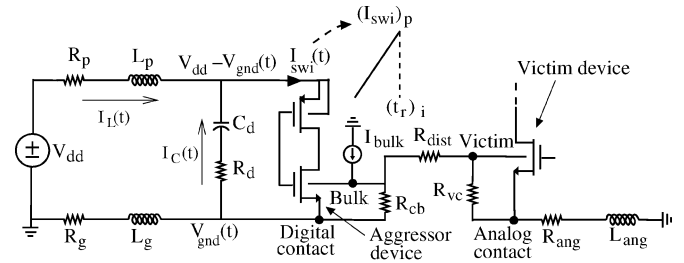 (I_swi)_p
R_p
L_p
V_dd – V_gnd(t)
I_swi(t)
Victim device
I_L(t)
(t_r)_i
C_d
I_bulk
R_dist
Victim
V_dd
I_C(t)
R_d
Bulk
R_cb
R_vc
R_g
L_g
V_gnd(t)
Digital
contact
Aggressor
device
Analog
contact
R_ang
L_ang